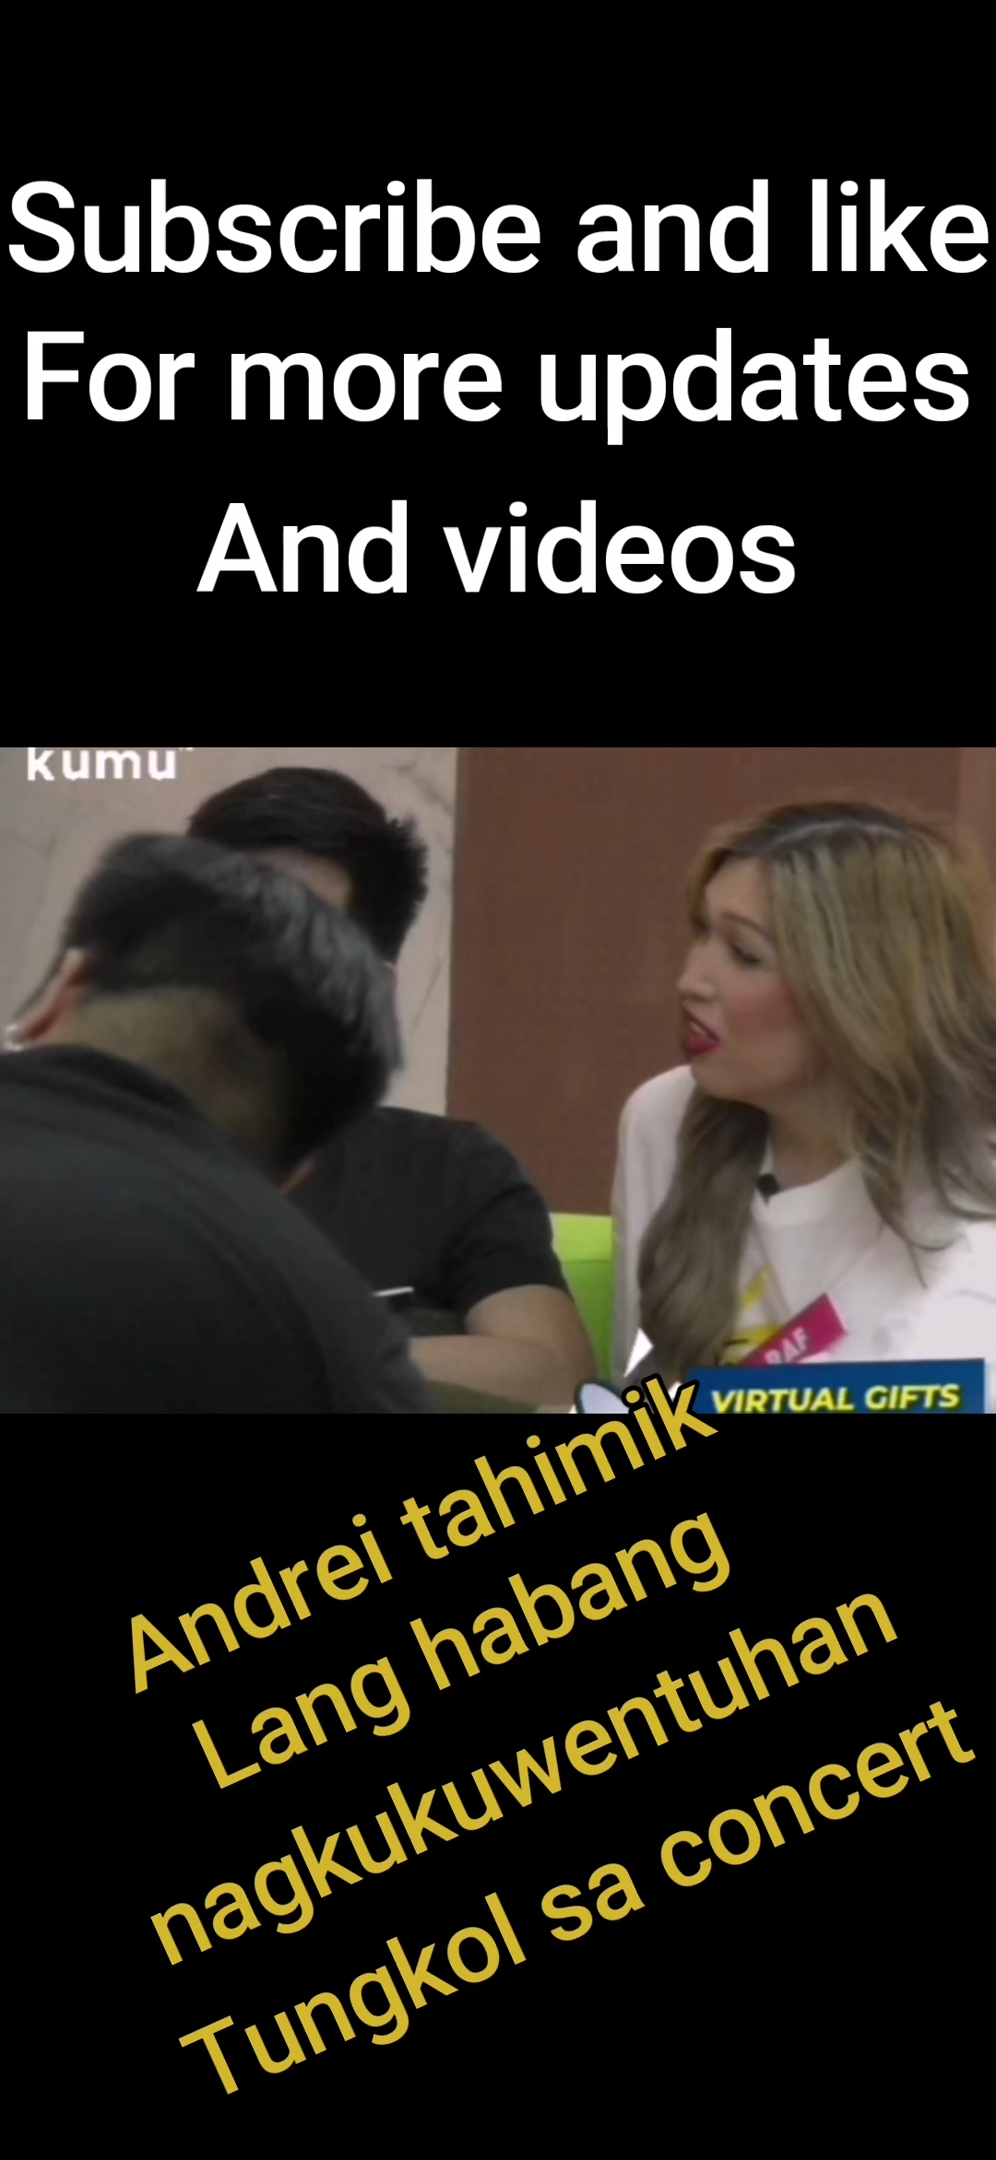 Subscribe and like
For more updates
And videos
kumu
RAF
VIRTUAL GIFTS
Andrei tahimik
Lang habang
nagkukuwentuhan
Tungkol sa concert